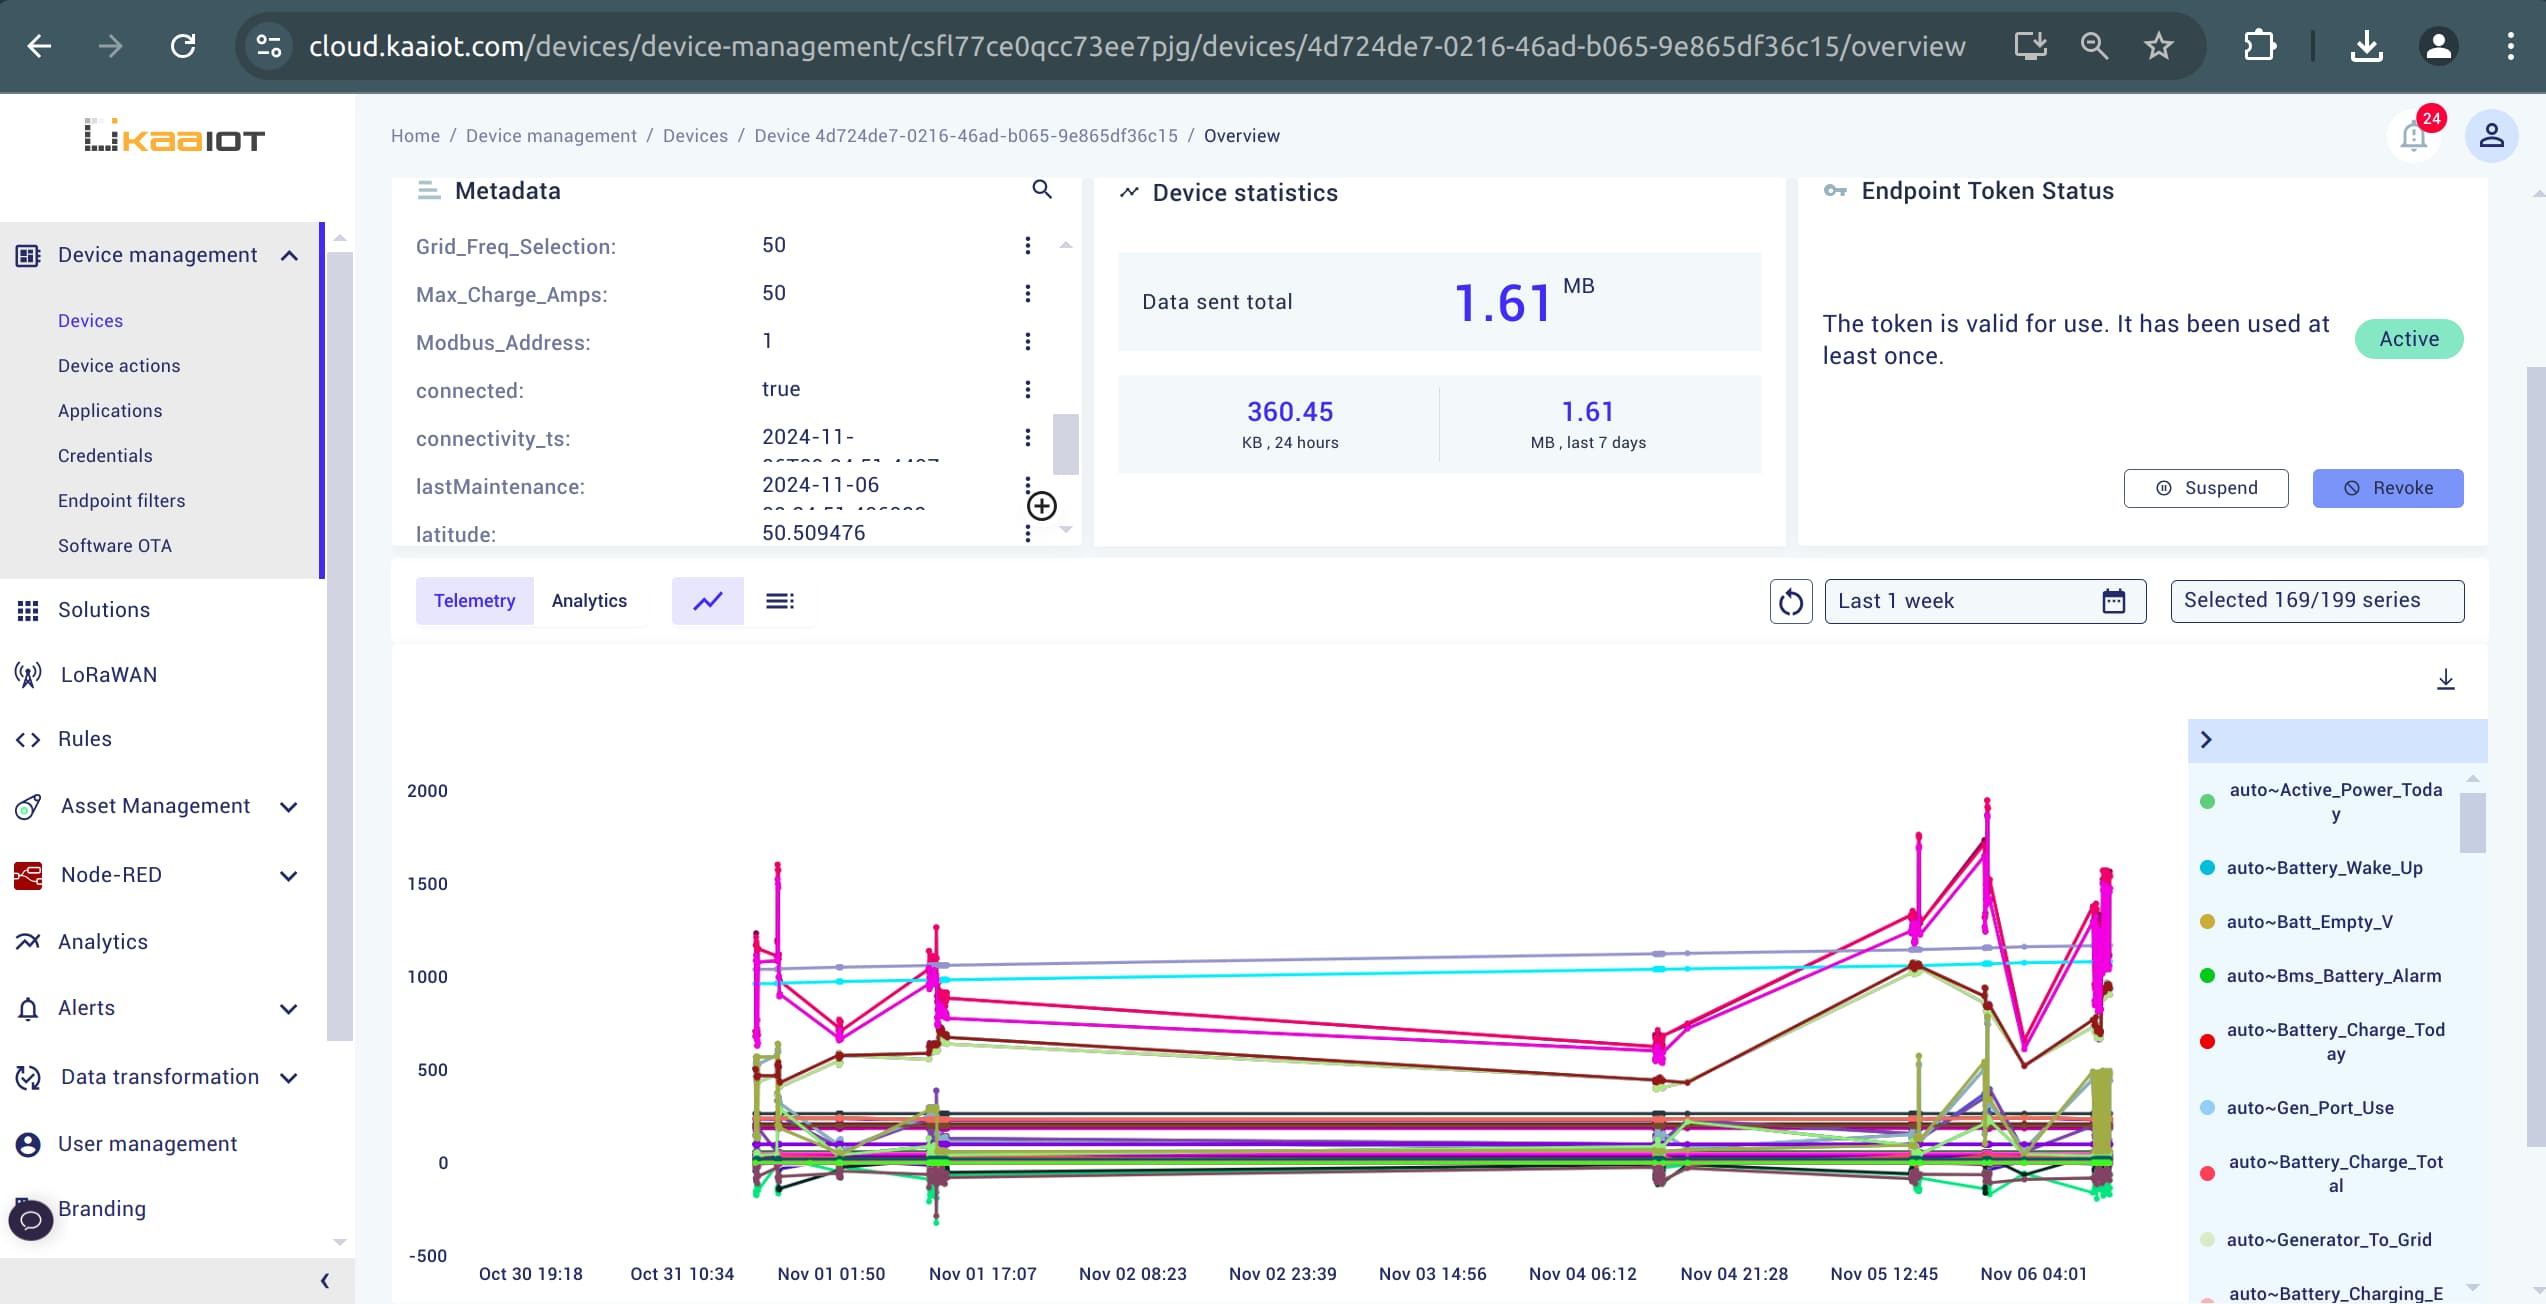 cloud.kaaiot.com/devices/device-management/csfl77ce0qcc73ee7pjg/devices/4d724de7-0216-46ad-b065-9e865df36c15/overview
kaaIOT
Home / Device management / Devices / Device 4d724de7-0216-46ad-b065-9e865df36c15 / Overview
24
Device management
Devices
Device actions
Applications
Credentials
Endpoint filters
Software OTA
Solutions
LoRaWAN
Rules
Asset Management
Node-RED
Analytics
Alerts
Data transformation
User management
Branding
Metadata
Grid_Freq_Selection: 50
Max_Charge_Amps: 50
Modbus_Address: 1
connected: true
connectivity_ts: 2024-11-
lastMaintenance: 2024-11-06
latitude: 50.509476
Device statistics
Data sent total 1.61 MB
360.45
KB , 24 hours
1.61
MB , last 7 days
Endpoint Token Status
The token is valid for use. It has been used at
least once.
Active
Suspend
Revoke
Telemetry
Analytics
Last 1 week
Selected 169/199 series
2000
1500
1000
500
0
-500
Oct 30 19:18
Oct 31 10:34
Nov 01 01:50
Nov 01 17:07
Nov 02 08:23
Nov 02 23:39
Nov 03 14:56
Nov 04 06:12
Nov 04 21:28
Nov 05 12:45
Nov 06 04:01
auto~Active_Power_Toda
y
auto~Battery_Wake_Up
auto~Batt_Empty_V
auto~Bms_Battery_Alarm
auto~Battery_Charge_Tod
ay
auto~Gen_Port_Use
auto~Battery_Charge_Tot
al
auto~Generator_To_Grid
auto~Battery_Charging_E